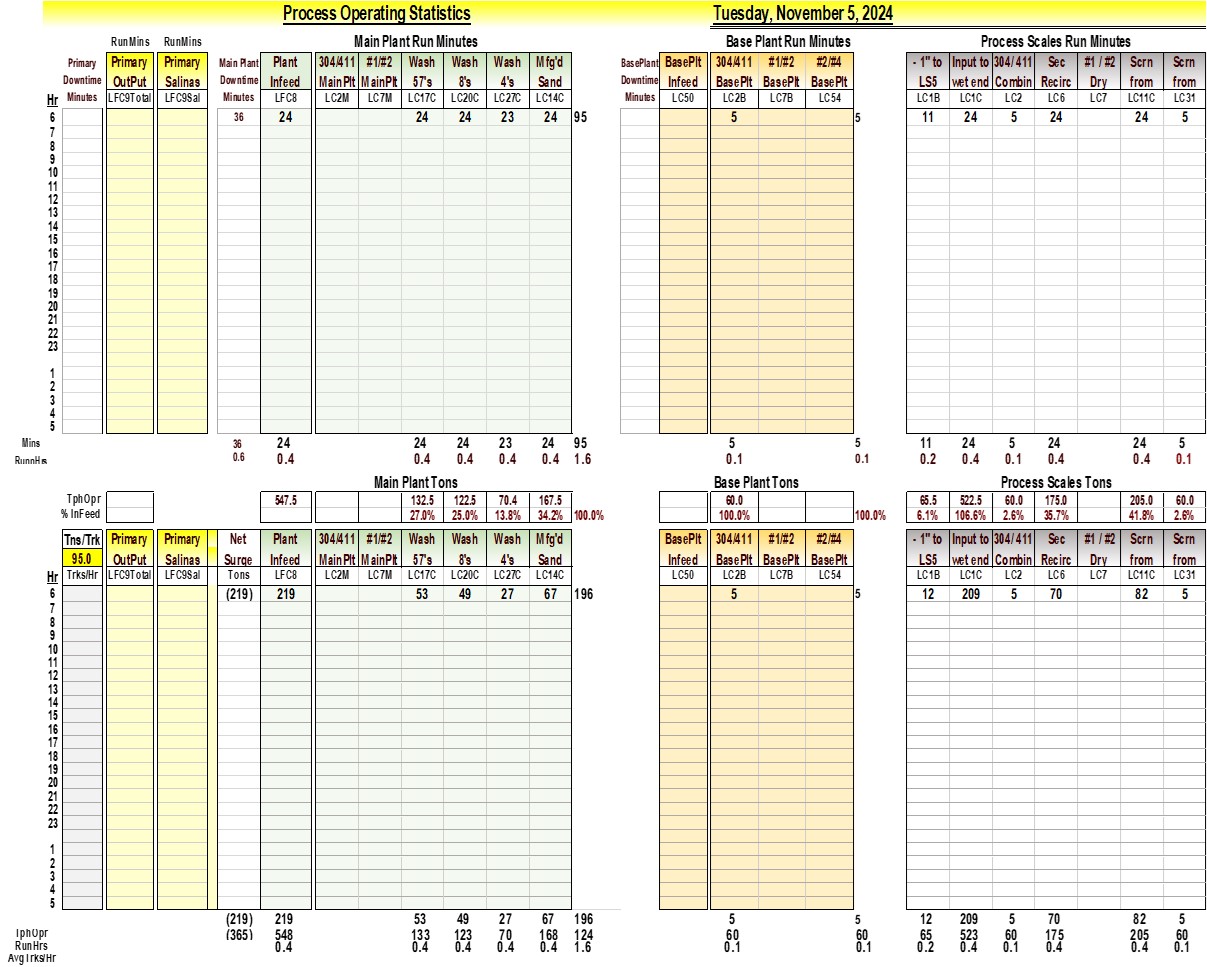 Process Operating Statistics Tuesday, November 5, 2024
RunMins RunMins Main Plant Run Minutes Base Plant Run Minutes Process Scales Run Minutes
Primary Primary Primary Main Plant Plant 304/411 #1/#2 Wash Wash Wash Mfg'd BasePlant BasePlt 304/411 #1/#2 #2/#4 - 1" to Input to 304/411 Sec #1 / #2 Scrn Scrn
Downtime OutPut Salinas Downtime Infeed MainPlt MainPlt 57's 8's 4's Sand Downtime Infeed BasePlt BasePlt BasePlt LS5 wet end Combin Recirc Dry from from
Hr Minutes LFC9Total LFC9Sal Minutes LFC8 LC2M LC7M LC17C LC20C LC27C LC14C Minutes LC50 LC2B LC7B LC54 LC1B LC1C LC2 LC6 LC7 LC11C LC31
6 36 24 24 24 23 24 95 5 5 11 24 5 24 24 5
7
8
9
10
11
12
13
14
15
16
17
18
19
20
21
22
23
1
2
3
4
5
Mins 36 24 24 24 23 24 95 5 5 11 24 5 24 24 5
RunnHrs 0.6 0.4 0.4 0.4 0.4 0.4 1.6 0.1 0.1 0.2 0.4 0.1 0.4 0.4 0.1
Main Plant Tons Base Plant Tons Process Scales Tons
TphOpr 547.5 132.5 122.5 70.4 167.5 60.0 65.5 522.5 60.0 175.0 205.0 60.0
% InFeed 27.0% 25.0% 13.8% 34.2% 100.0% 100.0% 100.0% 6.1% 106.6% 2.6% 35.7% 41.8% 2.6%
Tns/Trk Primary Primary Net Plant 304/411 #1/#2 Wash Wash Wash Mfg'd BasePlt 304/411 #1/#2 #2/#4 - 1" to Input to 304/411 Sec #1 / #2 Scrn Scrn
95.0 OutPut Salinas Surge Infeed MainPlt MainPlt 57's 8's 4's Sand Infeed BasePlt BasePlt BasePlt LS5 wet end Combin Recirc Dry from from
Hr Trks/Hr LFC9Total LFC9Sal Tons LFC8 LC2M LC7M LC17C LC20C LC27C LC14C LC50 LC2B LC7B LC54 LC1B LC1C LC2 LC6 LC7 LC11C LC31
6 (219) 219 53 49 27 67 196 5 5 12 209 5 70 82 5
7
8
9
10
11
12
13
14
15
16
17
18
19
20
21
22
23
1
2
3
4
5
(219) 219 53 49 27 67 196 5 5 12 209 5 70 82 5
TphOpr (365) 548 133 123 70 168 124 60 60 65 523 60 175 205 60
RunHrs 0.4 0.4 0.4 0.4 0.4 1.6 0.1 0.1 0.2 0.4 0.1 0.4 0.4 0.1
AvgTrks/Hr